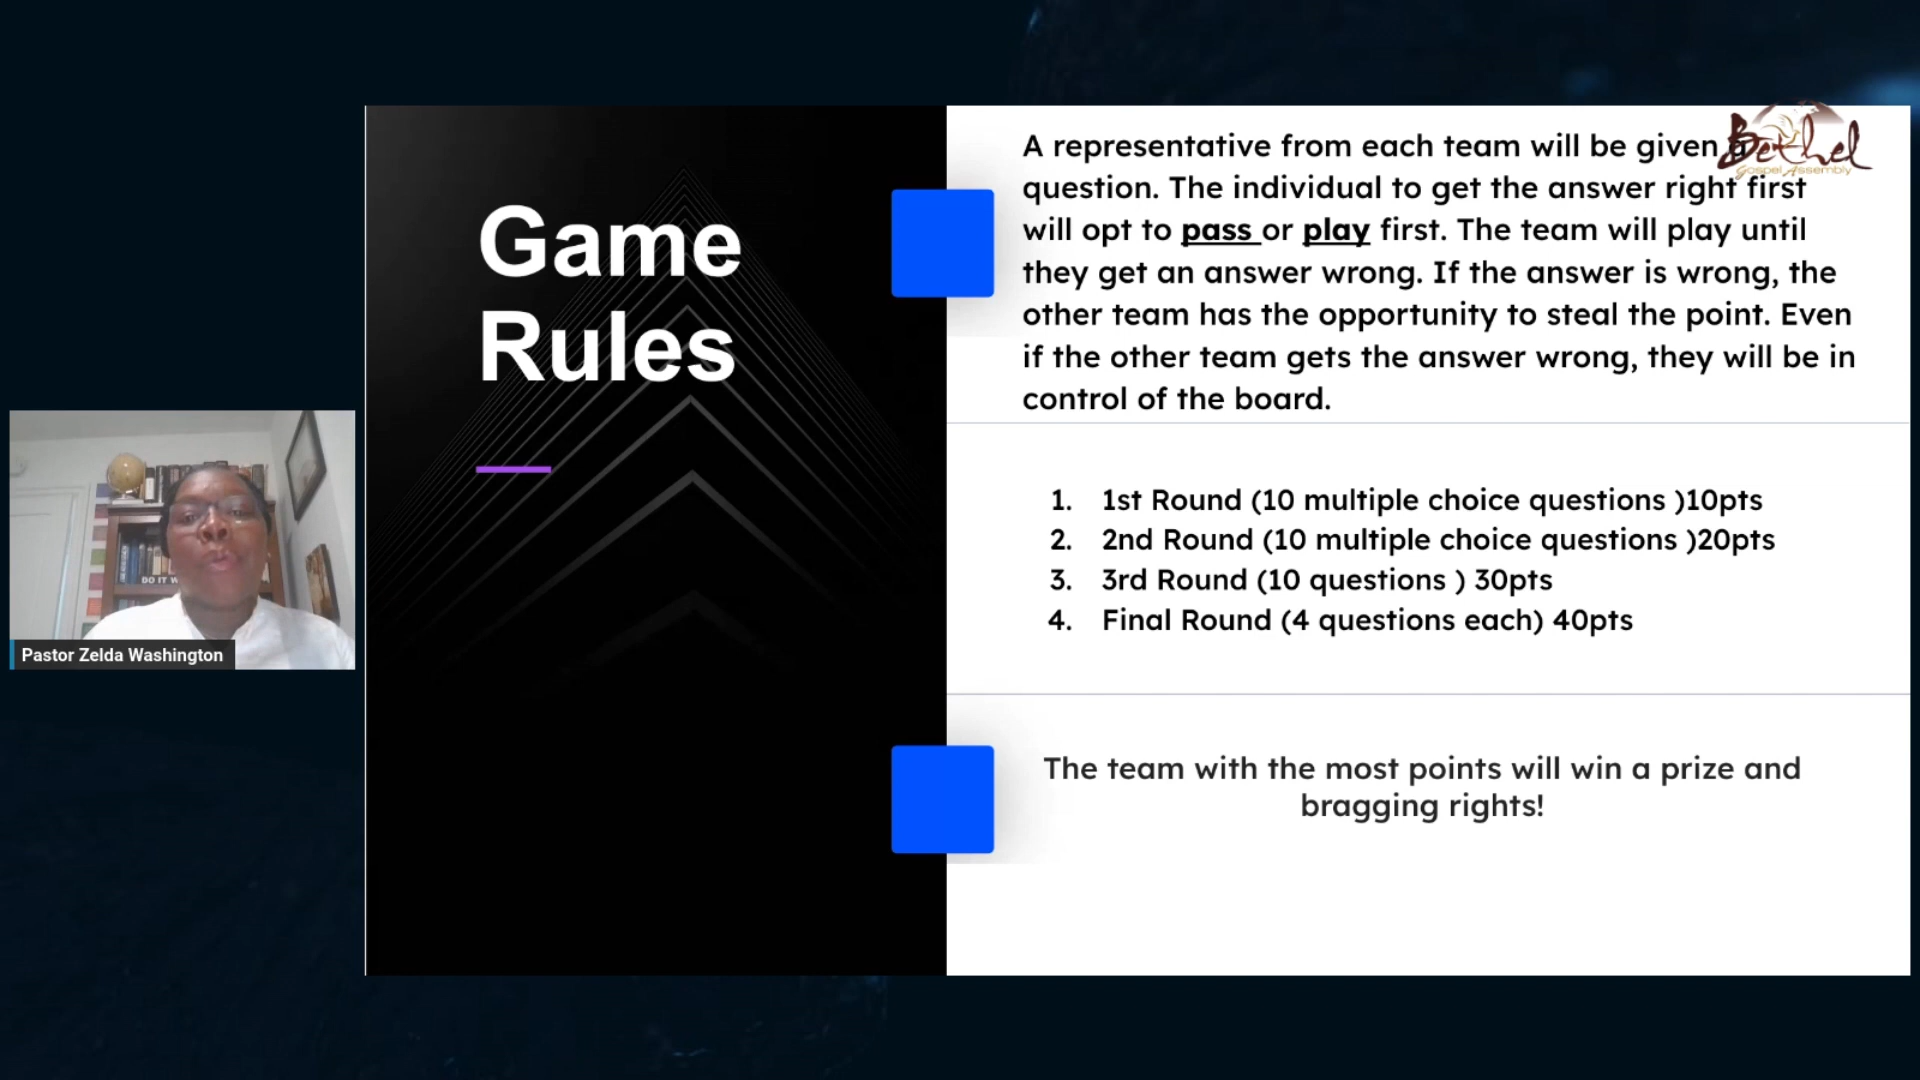 Game
Rules
A representative from each team will be given a
question. The individual to get the answer right first
will opt to pass or play first. The team will play until
they get an answer wrong. If the answer is wrong, the
other team has the opportunity to steal the point. Even
if the other team gets the answer wrong, they will be in
control of the board.
Bethel
Gospel Assembly
1. 1st Round (10 multiple choice questions )10pts
2. 2nd Round (10 multiple choice questions )20pts
3. 3rd Round (10 questions ) 30pts
4. Final Round (4 questions each) 40pts
The team with the most points will win a prize and
bragging rights!
DO IT
Pastor Zelda Washington